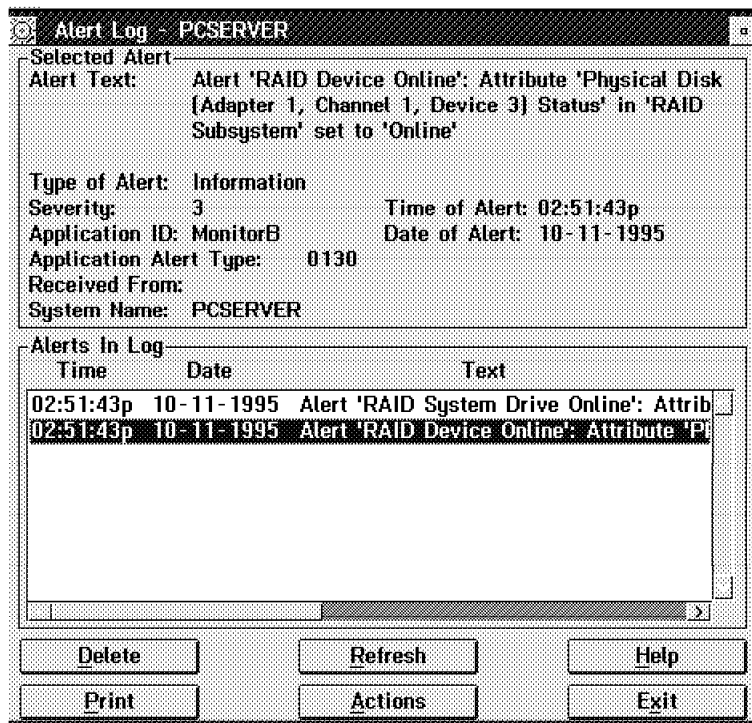 Alert Log - PCSERVER
Selected Alert
Alert Text: Alert 'RAID Device Online': Attribute 'Physical Disk
(Adapter 1, Channel 1, Device 3) Status' in 'RAID
Subsystem' set to 'Online'
Type of Alert: Information
Severity: 3 Time of Alert: 02:51:43p
Application ID: MonitorB Date of Alert: 10-11-1995
Application Alert Type: 0130
Received From:
System Name: PCSERVER
Alerts In Log
Time Date Text
02:51:43p 10-11-1995 Alert 'RAID System Drive Online': Attrib
02:51:43p 10-11-1995 Alert 'RAID Device Online': Attribute 'P
Delete Refresh Help
Print Actions Exit